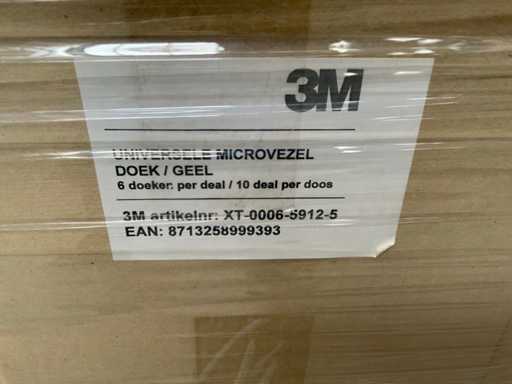 3M
UNIVERSELE MICROVEZEL
DOEK / GEEL
6 doeken per deal / 10 deal per doos
3M artikelnr: XT-0006-5912-5
EAN: 8713258999393